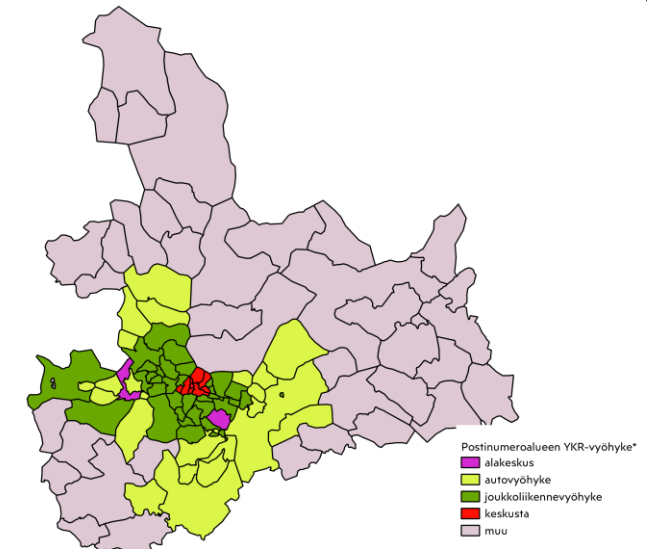 Postinumeroalueen YKR-vyöhyke*
alakeskus
autovyöhyke
joukkoliikennevyöhyke
keskusta
muu